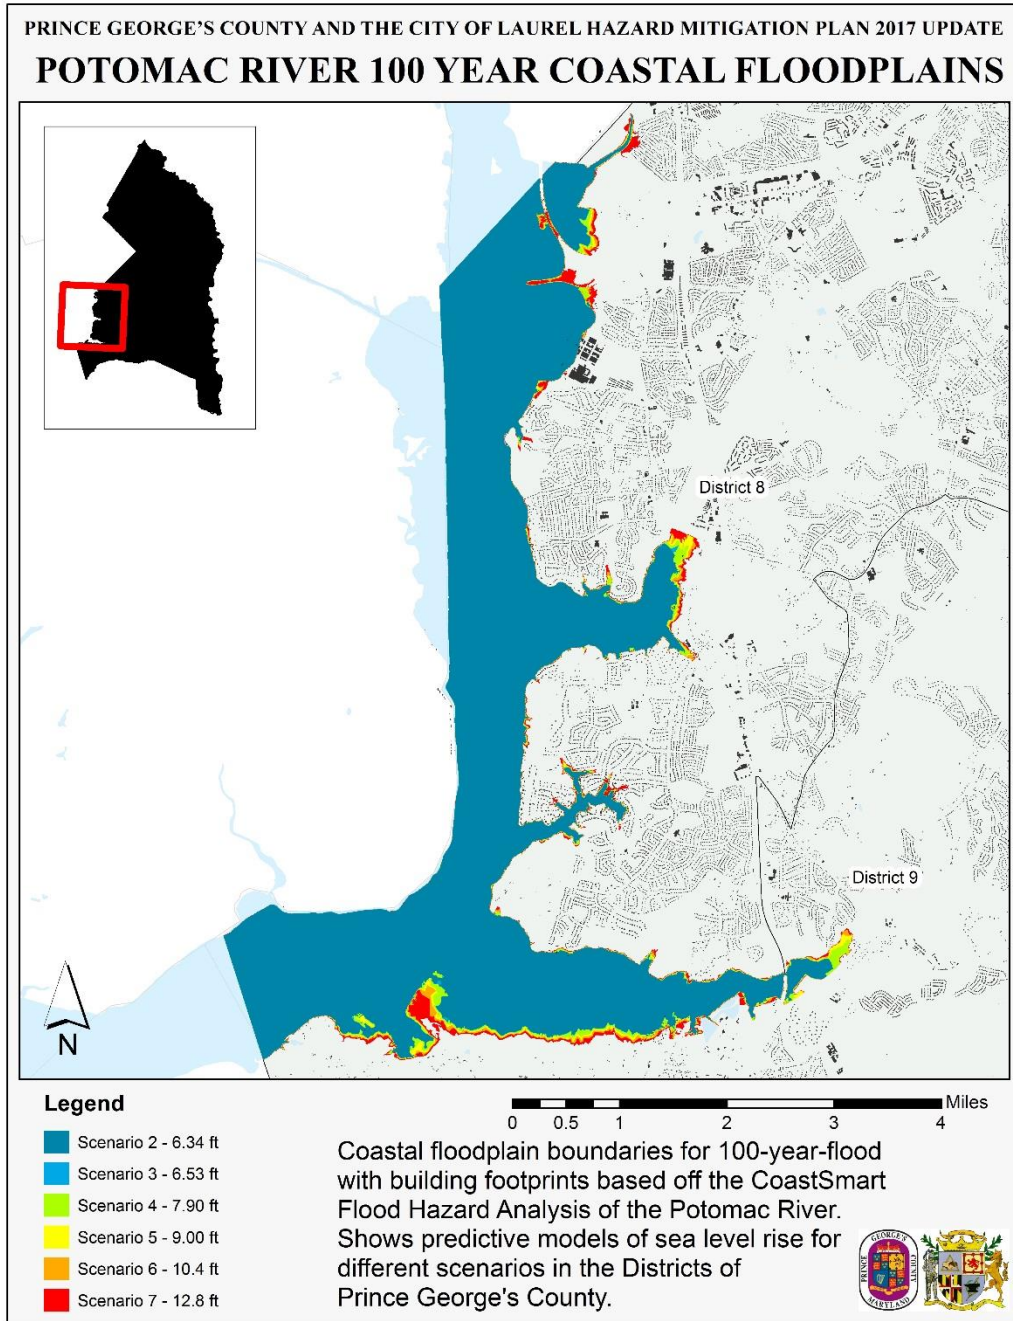 PRINCE GEORGE'S COUNTY AND THE CITY OF LAUREL HAZARD MITIGATION PLAN 2017 UPDATE
POTOMAC RIVER 100 YEAR COASTAL FLOODPLAINS
District 8
District 9
N
Legend
Scenario 2 - 6.34 ft
Scenario 3 - 6.53 ft
Scenario 4 - 7.90 ft
Scenario 5 - 9.00 ft
Scenario 6 - 10.4 ft
Scenario 7 - 12.8 ft
Miles
0 0.5 1 2 3 4
Coastal floodplain boundaries for 100-year-flood
with building footprints based off the CoastSmart
Flood Hazard Analysis of the Potomac River.
Shows predictive models of sea level rise for
different scenarios in the Districts of
Prince George's County.
PRINCE GEORGE'S COUNTY
MARYLAND